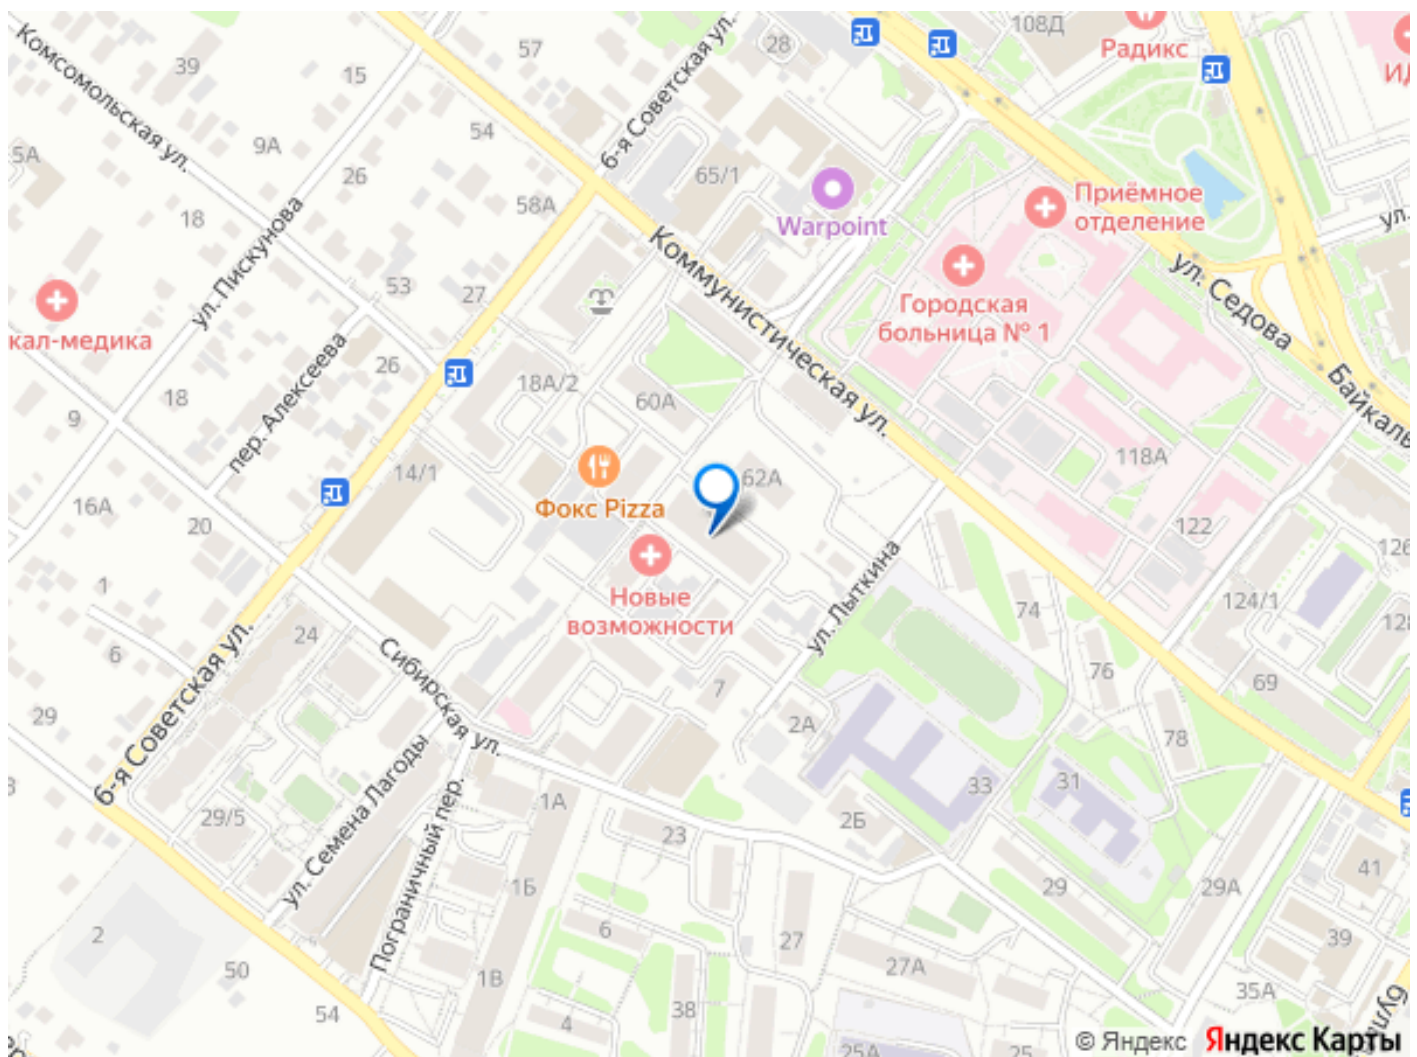 Комсомольская ул.
39
15
57
6-я Советская ул.
28
108Д
Радикс
5А
9А
26
54
65/1
Warpoint
Приёмное
отделение
18
ул. Пискунова
58А
Коммунистическая ул.
Городская
больница № 1
ул. Седова
ул.
53
27
кал-медика
пер. Алексеева
26
18А/2
60А
9
18
14/1
Фокс Pizza
62А
118А
16А
20
122
126
Новые
возможности
ул. Лыткина
74
124/1
1
6
24
Сибирская ул.
7
2А
76
69
78
29
6-я Советская ул.
29/5
ул. Семена Лагоды
Пограничный пер.
1А
23
2Б
33
31
1Б
29
29А
41
2
50
6
27
27А
39
1В
54
4
38
25А
25
35А
© Яндекс Яндекс Карты